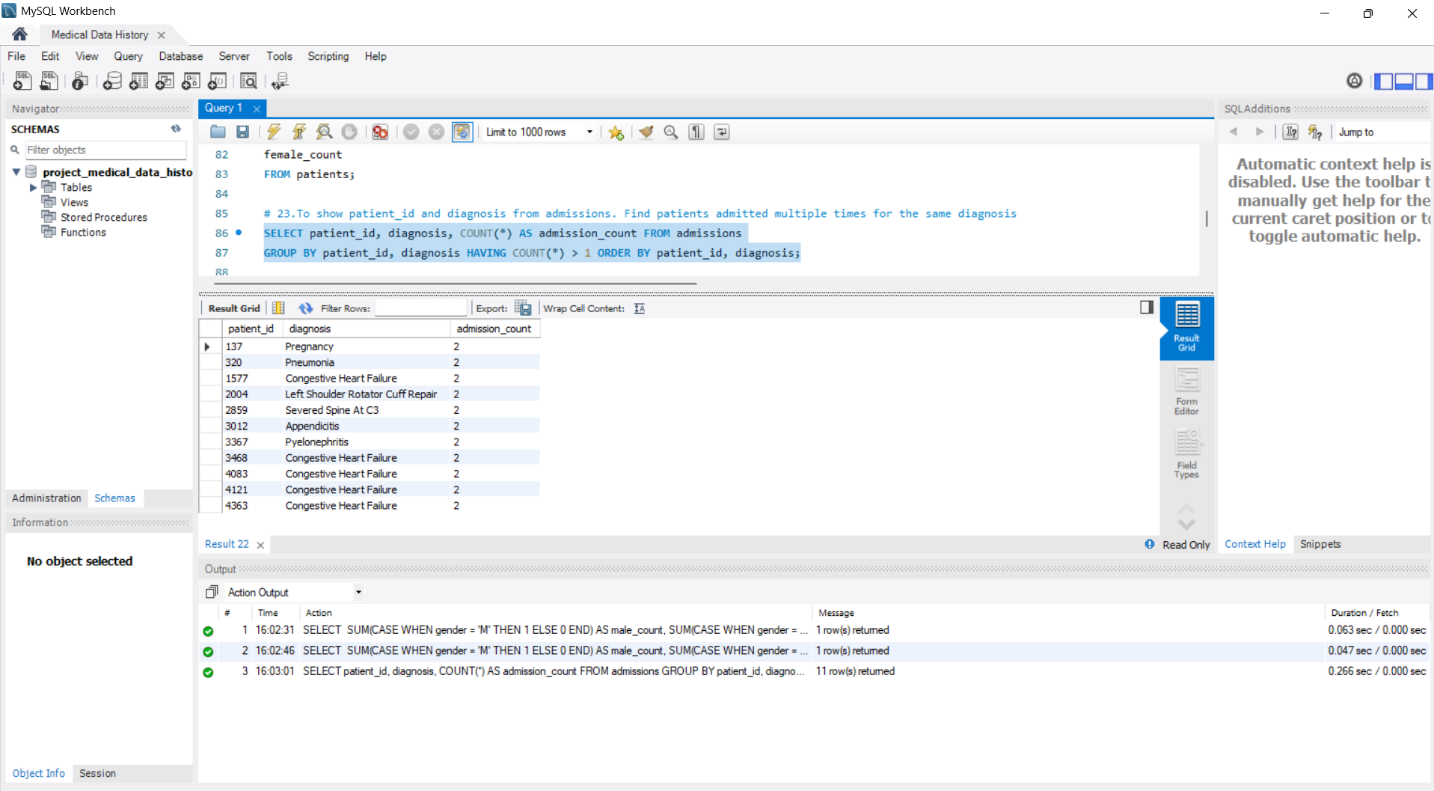 MySQL Workbench
Medical Data History
File Edit View Query Database Server Tools Scripting Help
Navigator
SCHEMAS
Filter objects
project_medical_data_histo
Tables
Views
Stored Procedures
Functions
Administration Schemas
Information
No object selected
Object Info Session
Query 1
Limit to 1000 rows
82 female_count
83 FROM patients;
84
85 # 23.To show patient_id and diagnosis from admissions. Find patients admitted multiple times for the same diagnosis
86 SELECT patient_id, diagnosis, COUNT(*) AS admission_count FROM admissions
87 GROUP BY patient_id, diagnosis HAVING COUNT(*) > 1 ORDER BY patient_id, diagnosis;
88
Result Grid Filter Rows: Export: Wrap Cell Content:
patient_id diagnosis admission_count
137 Pregnancy 2
320 Pneumonia 2
1577 Congestive Heart Failure 2
2004 Left Shoulder Rotator Cuff Repair 2
2859 Severed Spine At C3 2
3012 Appendicitis 2
3367 Pyelonephritis 2
3468 Congestive Heart Failure 2
4083 Congestive Heart Failure 2
4121 Congestive Heart Failure 2
4363 Congestive Heart Failure 2
Result
Grid
Form
Editor
Field
Types
Result 22
Read Only
SQLAdditions
Jump to
Automatic context help is
disabled. Use the toolbar t
manually get help for the
current caret position or to
toggle automatic help.
Context Help Snippets
Output
Action Output
# Time Action Message Duration / Fetch
1 16:02:31 SELECT SUM(CASE WHEN gender = 'M' THEN 1 ELSE 0 END) AS male_count, SUM(CASE WHEN gender = ... 1 row(s) returned 0.063 sec / 0.000 sec
2 16:02:46 SELECT SUM(CASE WHEN gender = 'M' THEN 1 ELSE 0 END) AS male_count, SUM(CASE WHEN gender = ... 1 row(s) returned 0.047 sec / 0.000 sec
3 16:03:01 SELECT patient_id, diagnosis, COUNT(*) AS admission_count FROM admissions GROUP BY patient_id, diagno... 11 row(s) returned 0.266 sec / 0.000 sec